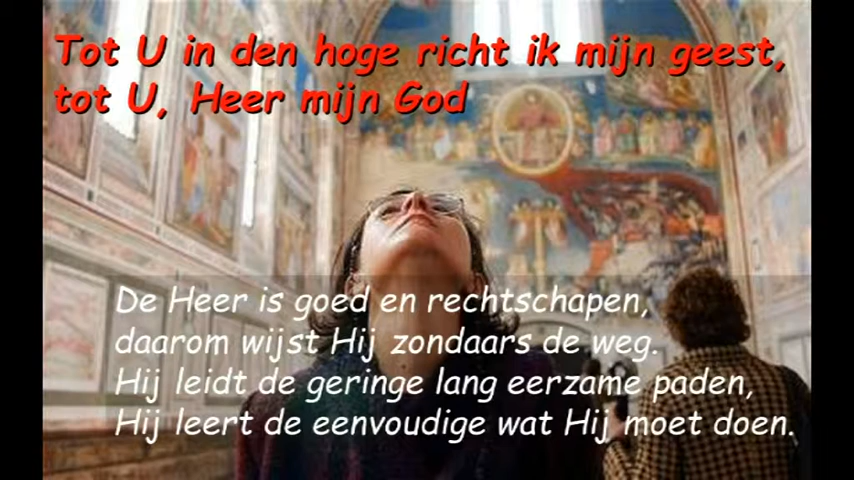 Tot U in den hoge richt ik mijn geest,
tot U, Heer mijn God
De Heer is goed en rechtschapen,
daarom wijst Hij zondaars de weg.
Hij leidt de geringe lang eerzame paden,
Hij leert de eenvoudige wat Hij moet doen.